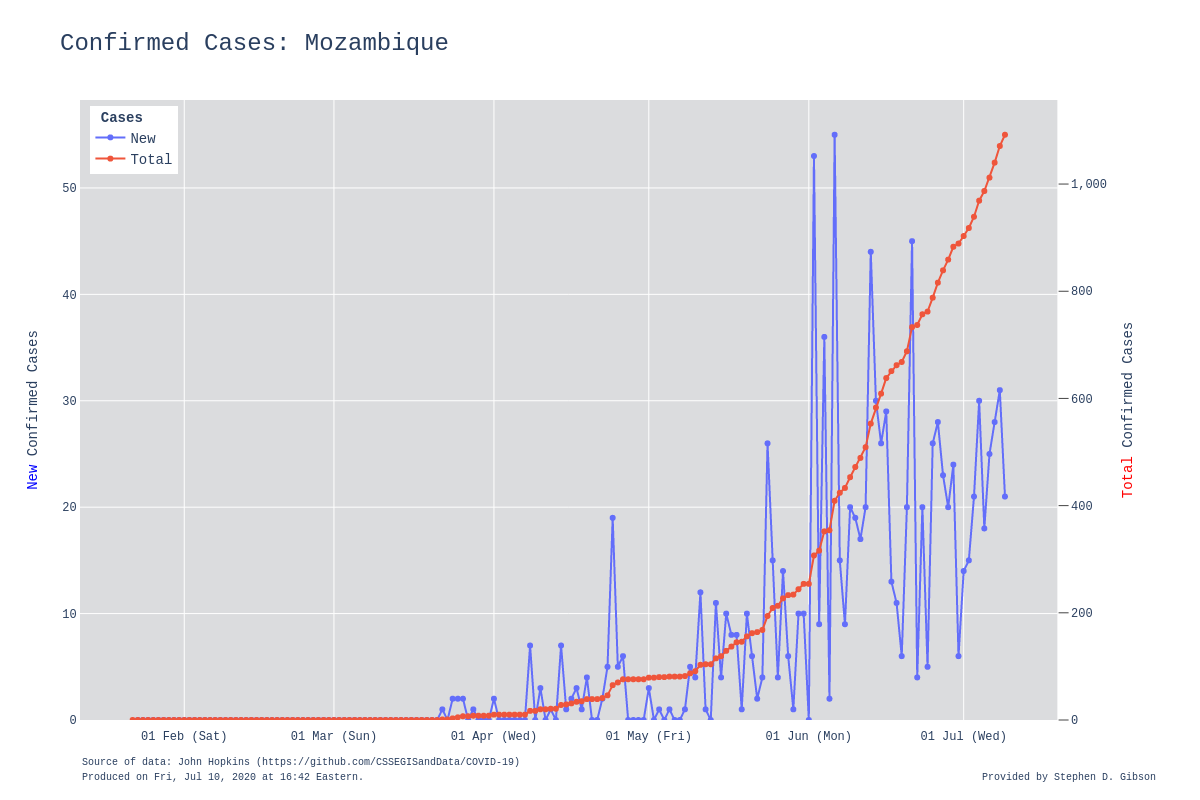 Confirmed Cases: Mozambique
Cases
New
Total
50
40
30
20
10
0
1,000
800
600
400
200
0
New Confirmed Cases
Total Confirmed Cases
01 Feb (Sat)
01 Mar (Sun)
01 Apr (Wed)
01 May (Fri)
01 Jun (Mon)
01 Jul (Wed)
Source of data: John Hopkins (https://github.com/CSSEGISandData/COVID-19)
Produced on Fri, Jul 10, 2020 at 16:42 Eastern.
Provided by Stephen D. Gibson